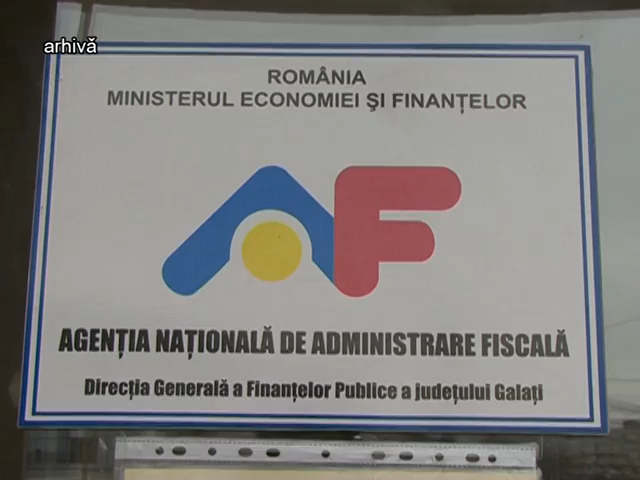 arhivă
ROMÂNIA
MINISTERUL ECONOMIEI ŞI FINANŢELOR
AF
AGENŢIA NAŢIONALĂ DE ADMINISTRARE FISCALĂ
Direcţia Generală a Finanţelor Publice a judeţului Galaţi